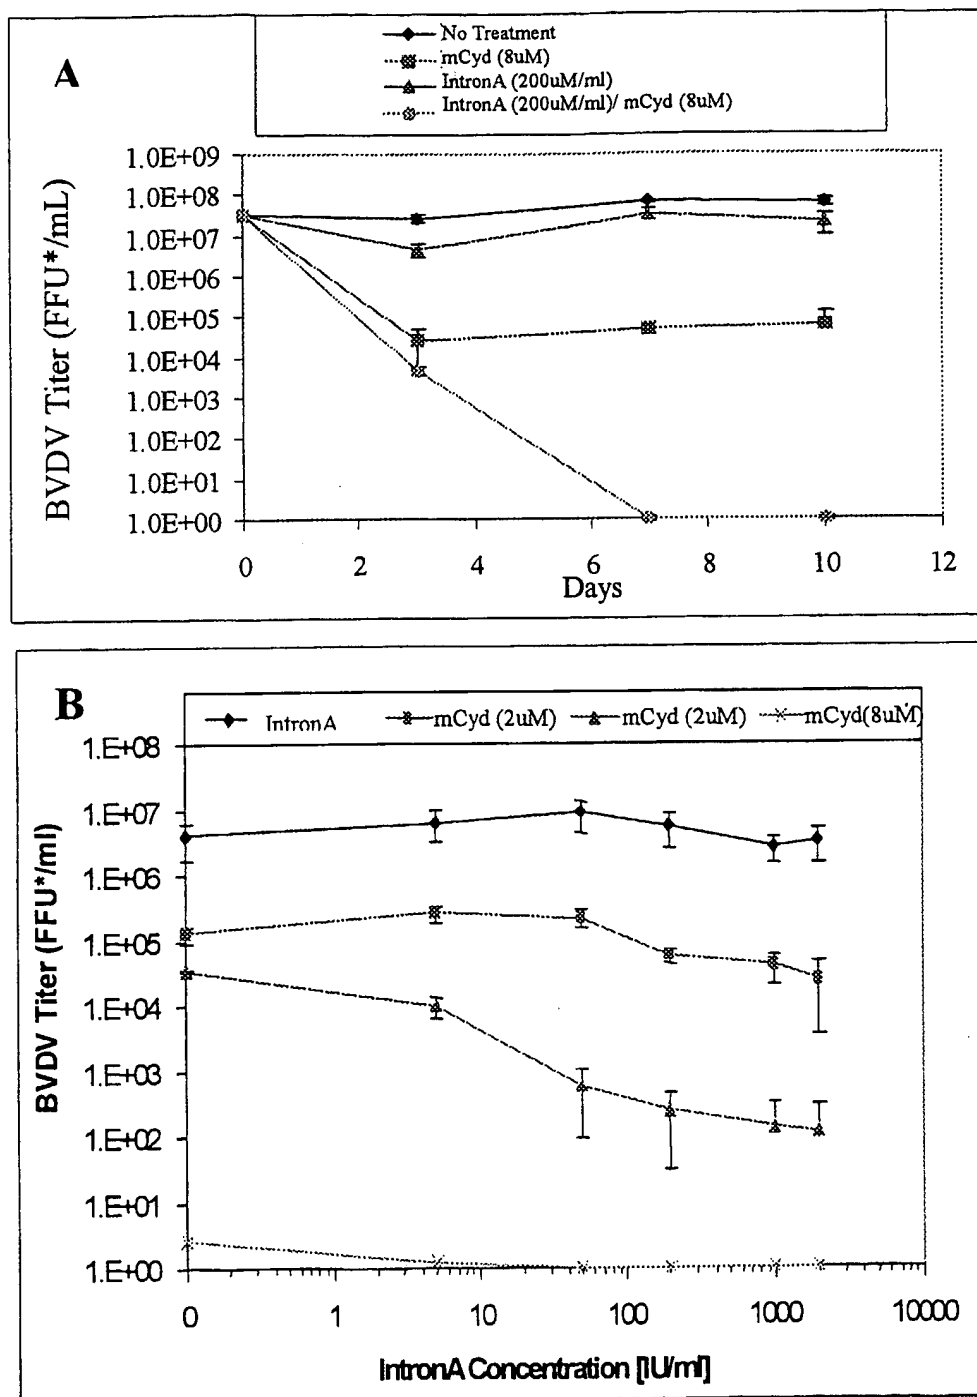 A
No Treatment
mCyd (8uM)
IntronA (200uM/ml)
IntronA (200uM/ml)/ mCyd (8uM)
BVDV Titer (FFU*/mL)
1.0E+09
1.0E+08
1.0E+07
1.0E+06
1.0E+05
1.0E+04
1.0E+03
1.0E+02
1.0E+01
1.0E+00
0 2 4 6 8 10 12
Days
B
IntronA mCyd (2uM) mCyd (2uM) mCyd(8uM)
BVDV Titer (FFU*/ml)
1.E+08
1.E+07
1.E+06
1.E+05
1.E+04
1.E+03
1.E+02
1.E+01
1.E+00
0 1 10 100 1000 10000
IntronA Concentration [IU/ml]